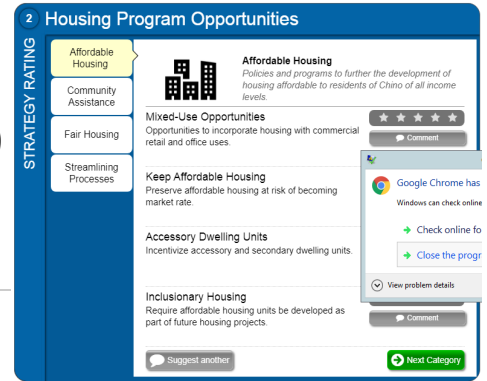 2 Housing Program Opportunities
STRATEGY RATING
Affordable
Housing
Community
Assistance
Fair Housing
Streamlining
Processes
Affordable Housing
Policies and programs to further the development of
housing affordable to residents of Chino of all income
levels.
Mixed-Use Opportunities
Opportunities to incorporate housing with commercial
retail and office uses.
Comment
Keep Affordable Housing
Preserve affordable housing at risk of becoming
market rate.
Accessory Dwelling Units
Incentivize accessory and secondary dwelling units.
Inclusionary Housing
Require affordable housing units be developed as
part of future housing projects.
Comment
Google Chrome has
Windows can check online
Check online fo
Close the progr
View problem details
Suggest another
Next Category